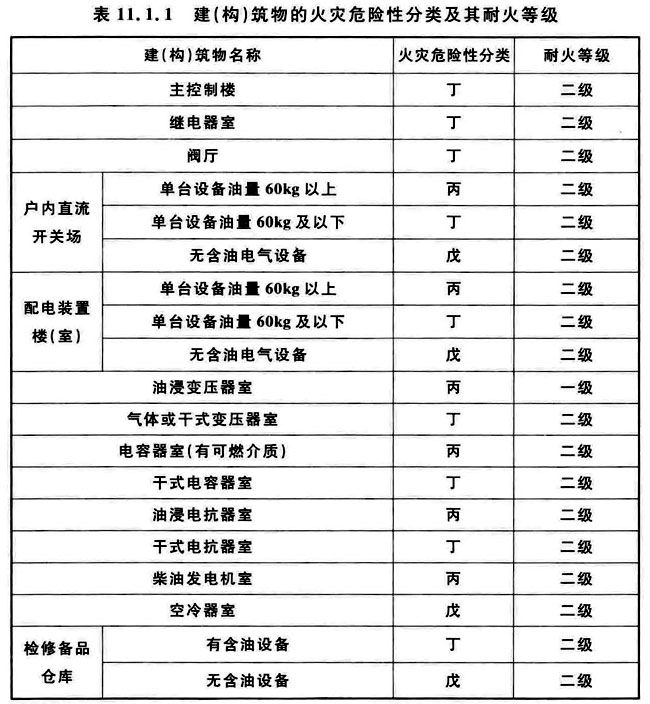 表 11.1.1 建(构)筑物的火灾危险性分类及其耐火等级
建(构)筑物名称 火灾危险性分类 耐火等级
主控制楼 丁 二级
继电器室 丁 二级
阀厅 丁 二级
户内直流
开关场
单台设备油量 60kg 以上 丙 二级
单台设备油量 60kg 及以下 丁 二级
无含油电气设备 戊 二级
配电装置
楼(室)
单台设备油量 60kg 以上 丙 二级
单台设备油量 60kg 及以下 丁 二级
无含油电气设备 戊 二级
油浸变压器室 丙 一级
气体或干式变压器室 丁 二级
电容器室(有可燃介质) 丙 二级
干式电容器室 丁 二级
油浸电抗器室 丙 二级
干式电抗器室 丁 二级
柴油发电机室 丙 二级
空冷器室 戊 二级
检修备品
仓库
有含油设备 丁 二级
无含油设备 戊 二级